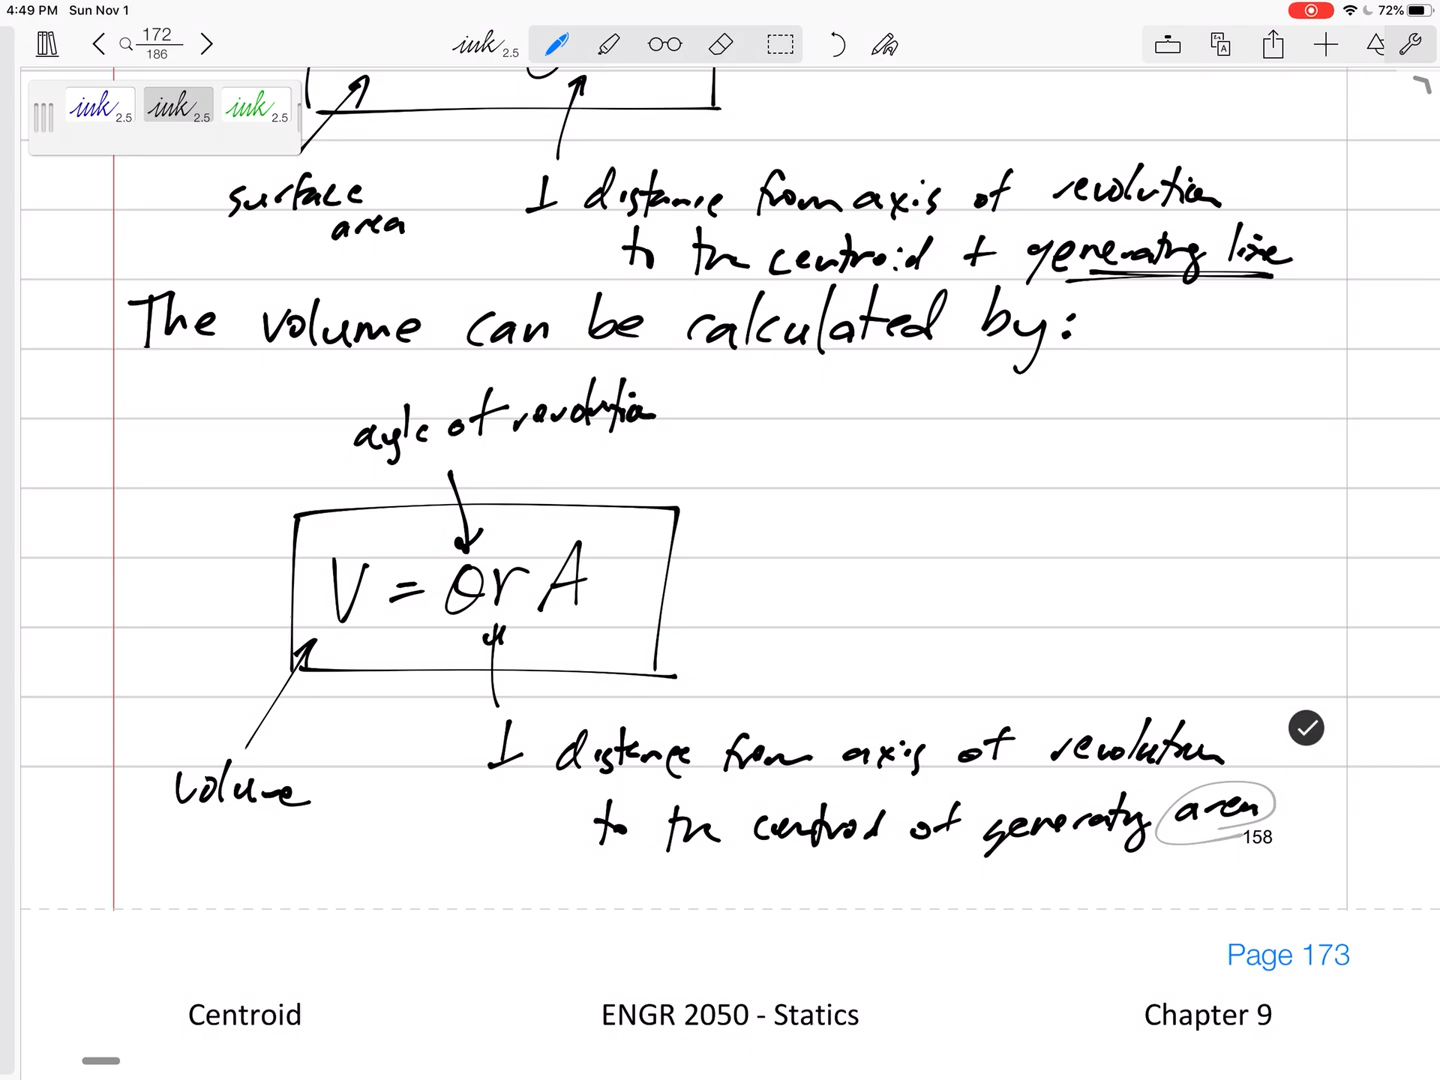 4:49 PM Sun Nov 1
72%
172
186
ink 2.5
ink 2.5
ink 2.5
ink 2.5
surface
area
⊥ distance from axis of revolution
to the centroid + generating line
The volume can be calculated by:
angle of revolution
V = θ r A
volume
⊥ distance from axis of revolution
to the centroid of generating area
158
Page 173
Centroid
ENGR 2050 - Statics
Chapter 9